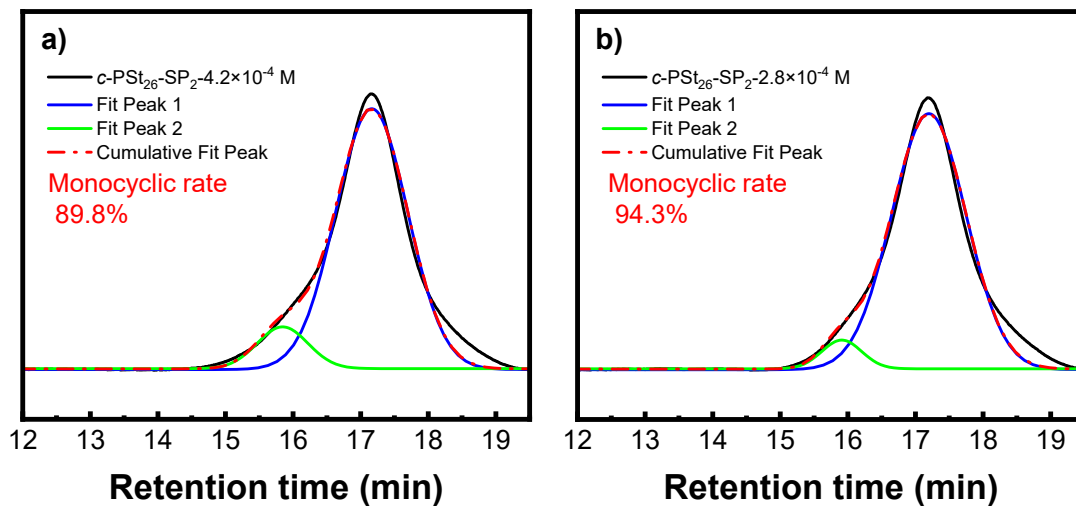 a)
c-PSt₂₆-SP₂-4.2×10⁻⁴ M
Fit Peak 1
Fit Peak 2
Cumulative Fit Peak
Monocyclic rate
89.8%
12 13 14 15 16 17 18 19
Retention time (min)
b)
c-PSt₂₆-SP₂-2.8×10⁻⁴ M
Fit Peak 1
Fit Peak 2
Cumulative Fit Peak
Monocyclic rate
94.3%
12 13 14 15 16 17 18 19
Retention time (min)